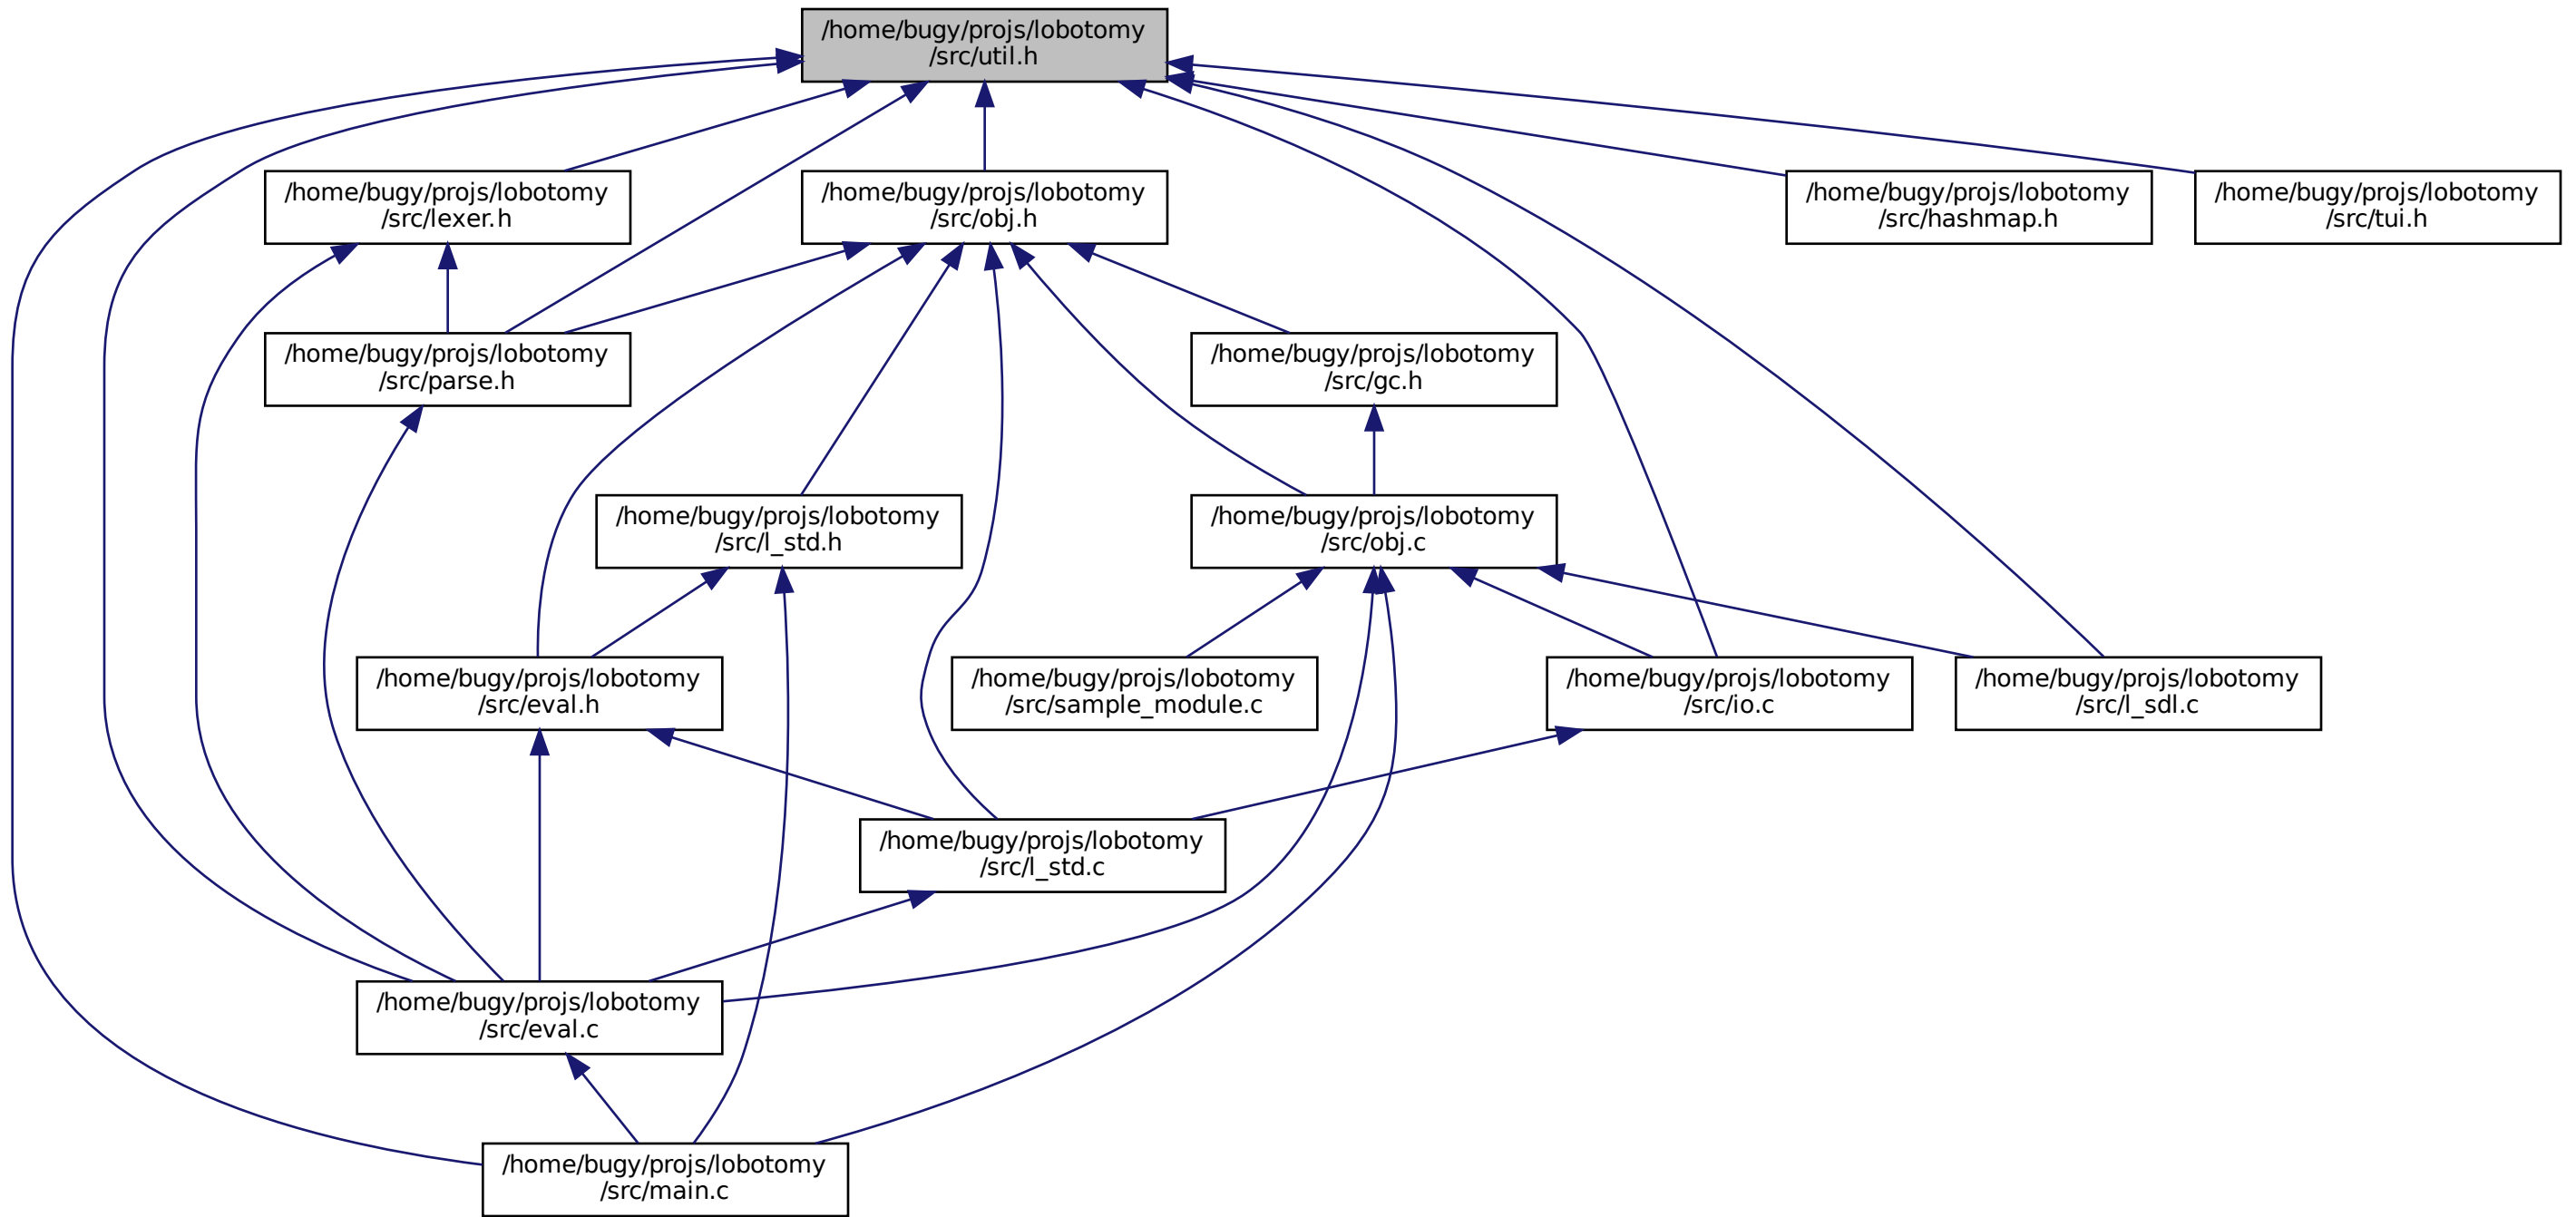 /home/bugy/projs/lobotomy
/src/util.h
/home/bugy/projs/lobotomy
/src/lexer.h
/home/bugy/projs/lobotomy
/src/obj.h
/home/bugy/projs/lobotomy
/src/hashmap.h
/home/bugy/projs/lobotomy
/src/tui.h
/home/bugy/projs/lobotomy
/src/parse.h
/home/bugy/projs/lobotomy
/src/gc.h
/home/bugy/projs/lobotomy
/src/l_std.h
/home/bugy/projs/lobotomy
/src/obj.c
/home/bugy/projs/lobotomy
/src/eval.h
/home/bugy/projs/lobotomy
/src/sample_module.c
/home/bugy/projs/lobotomy
/src/io.c
/home/bugy/projs/lobotomy
/src/l_sdl.c
/home/bugy/projs/lobotomy
/src/l_std.c
/home/bugy/projs/lobotomy
/src/eval.c
/home/bugy/projs/lobotomy
/src/main.c